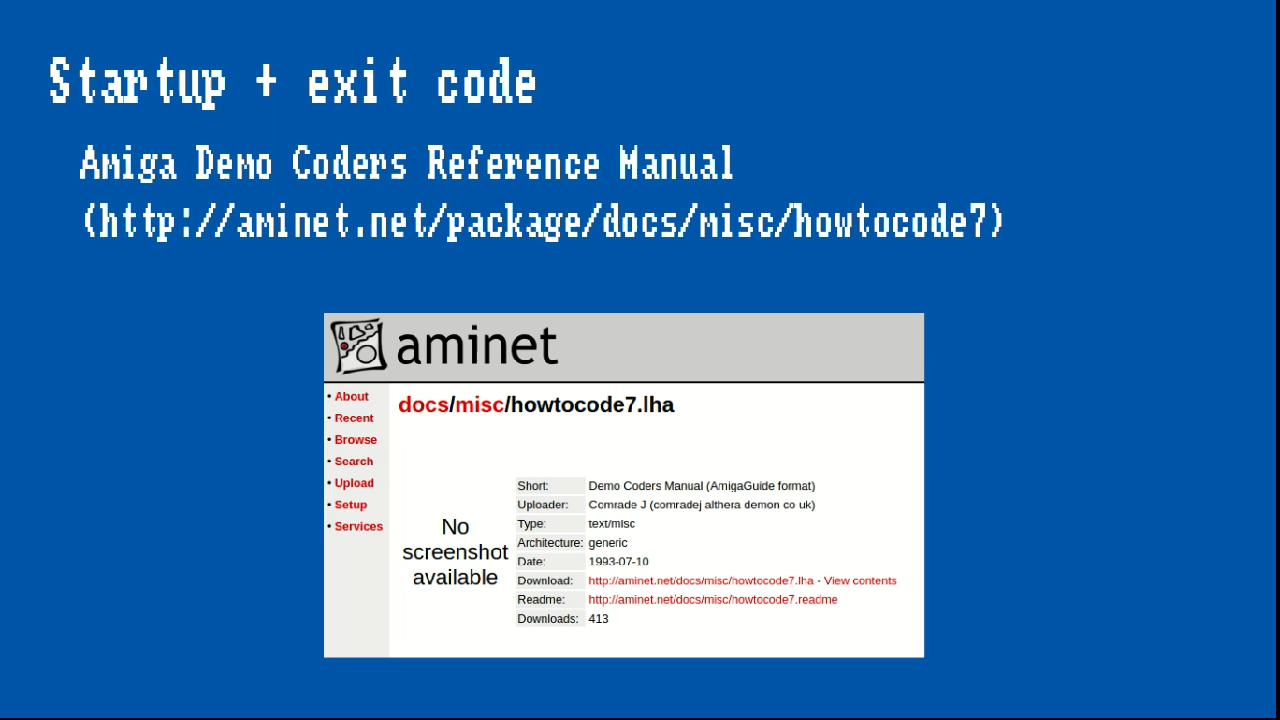 Startup + exit code
Amiga Demo Coders Reference Manual
(http://aminet.net/package/docs/misc/howtocode7)
aminet
• About
• Recent
• Browse
• Search
• Upload
• Setup
• Services
docs/misc/howtocode7.lha
No
screenshot
available
Short: Demo Coders Manual (AmigaGuide format)
Uploader: Comrade J (comradej althera demon co uk)
Type: text/misc
Architecture: generic
Date: 1993-07-10
Download: http://aminet.net/docs/misc/howtocode7.lha - View contents
Readme: http://aminet.net/docs/misc/howtocode7.readme
Downloads: 413